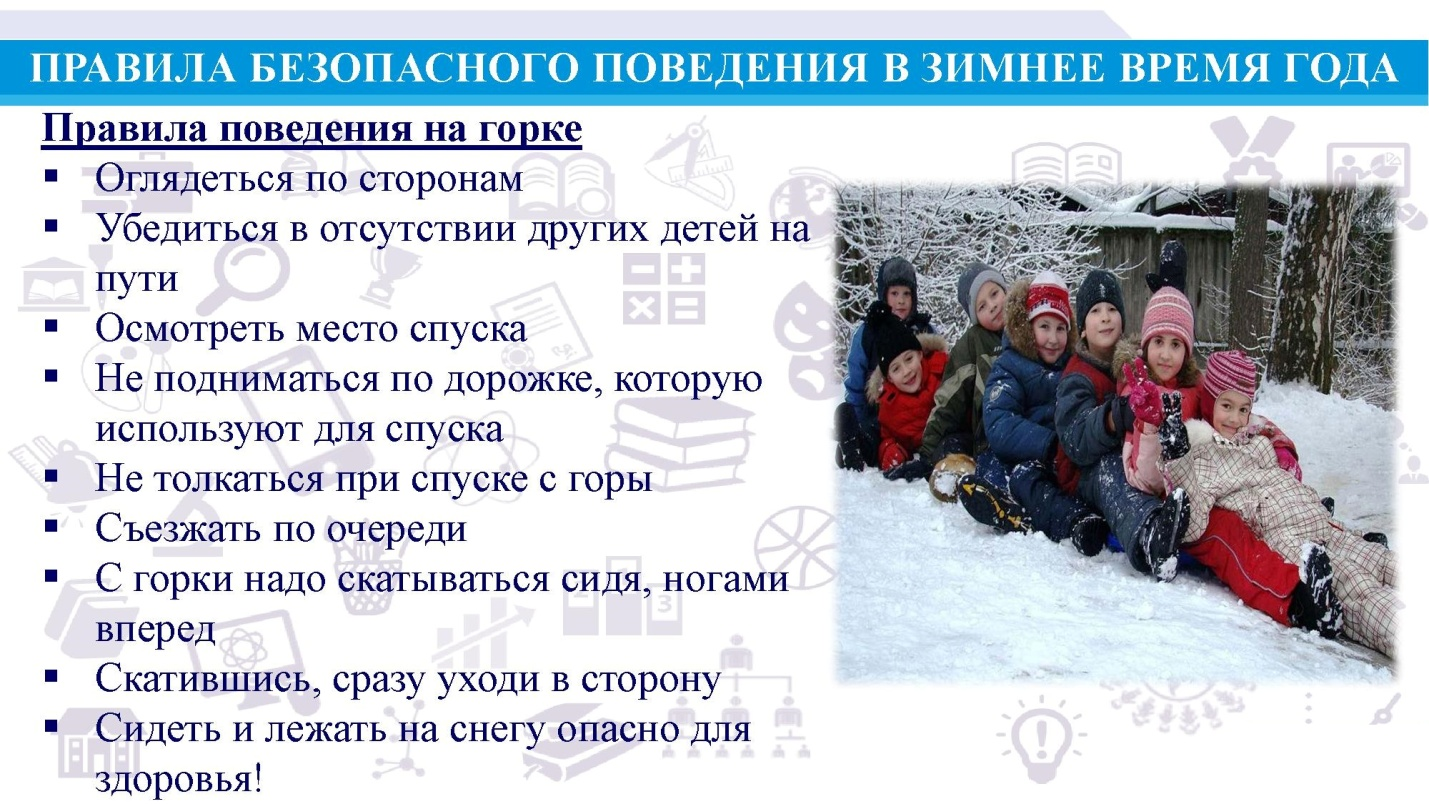 ПРАВИЛА БЕЗОПАСНОГО ПОВЕДЕНИЯ В ЗИМНЕЕ ВРЕМЯ ГОДА
Правила поведения на горке
▪ Оглядеться по сторонам
▪ Убедиться в отсутствии других детей на
пути
▪ Осмотреть место спуска
▪ Не подниматься по дорожке, которую
используют для спуска
▪ Не толкаться при спуске с горы
▪ Съезжать по очереди
▪ С горки надо скатываться сидя, ногами
вперед
▪ Скатившись, сразу уходи в сторону
▪ Сидеть и лежать на снегу опасно для
здоровья!